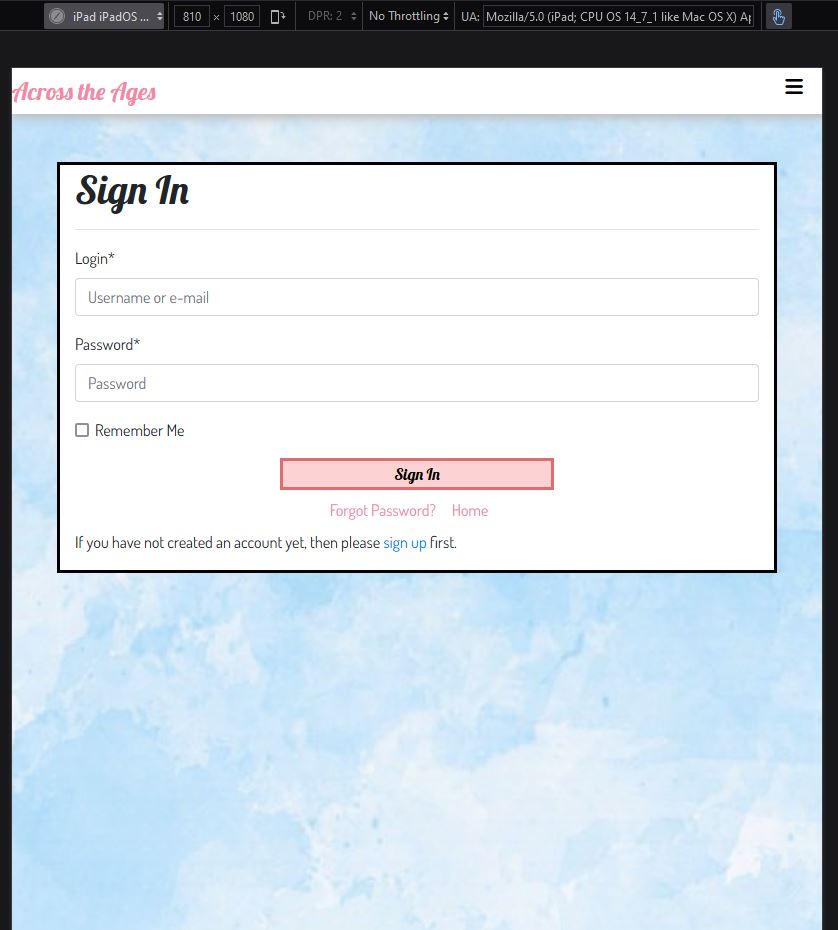 iPad iPadOS ... 810 × 1080 DPR: 2 No Throttling UA: Mozilla/5.0 (iPad; CPU OS 14_7_1 like Mac OS X) Ap
Across the Ages
Sign In
Login*
Username or e-mail
Password*
Password
Remember Me
Sign In
Forgot Password? Home
If you have not created an account yet, then please sign up first.